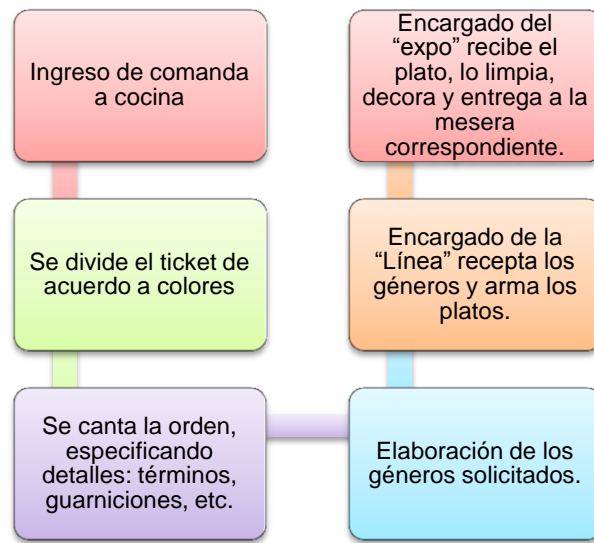 Ingreso de comanda
a cocina
Se divide el ticket de
acuerdo a colores
Se canta la orden,
especificando
detalles: términos,
guarniciones, etc.
Elaboración de los
géneros solicitados.
Encargado de la
“Línea” recepta los
géneros y arma los
platos.
Encargado del
“expo” recibe el
plato, lo limpia,
decora y entrega a la
mesera
correspondiente.